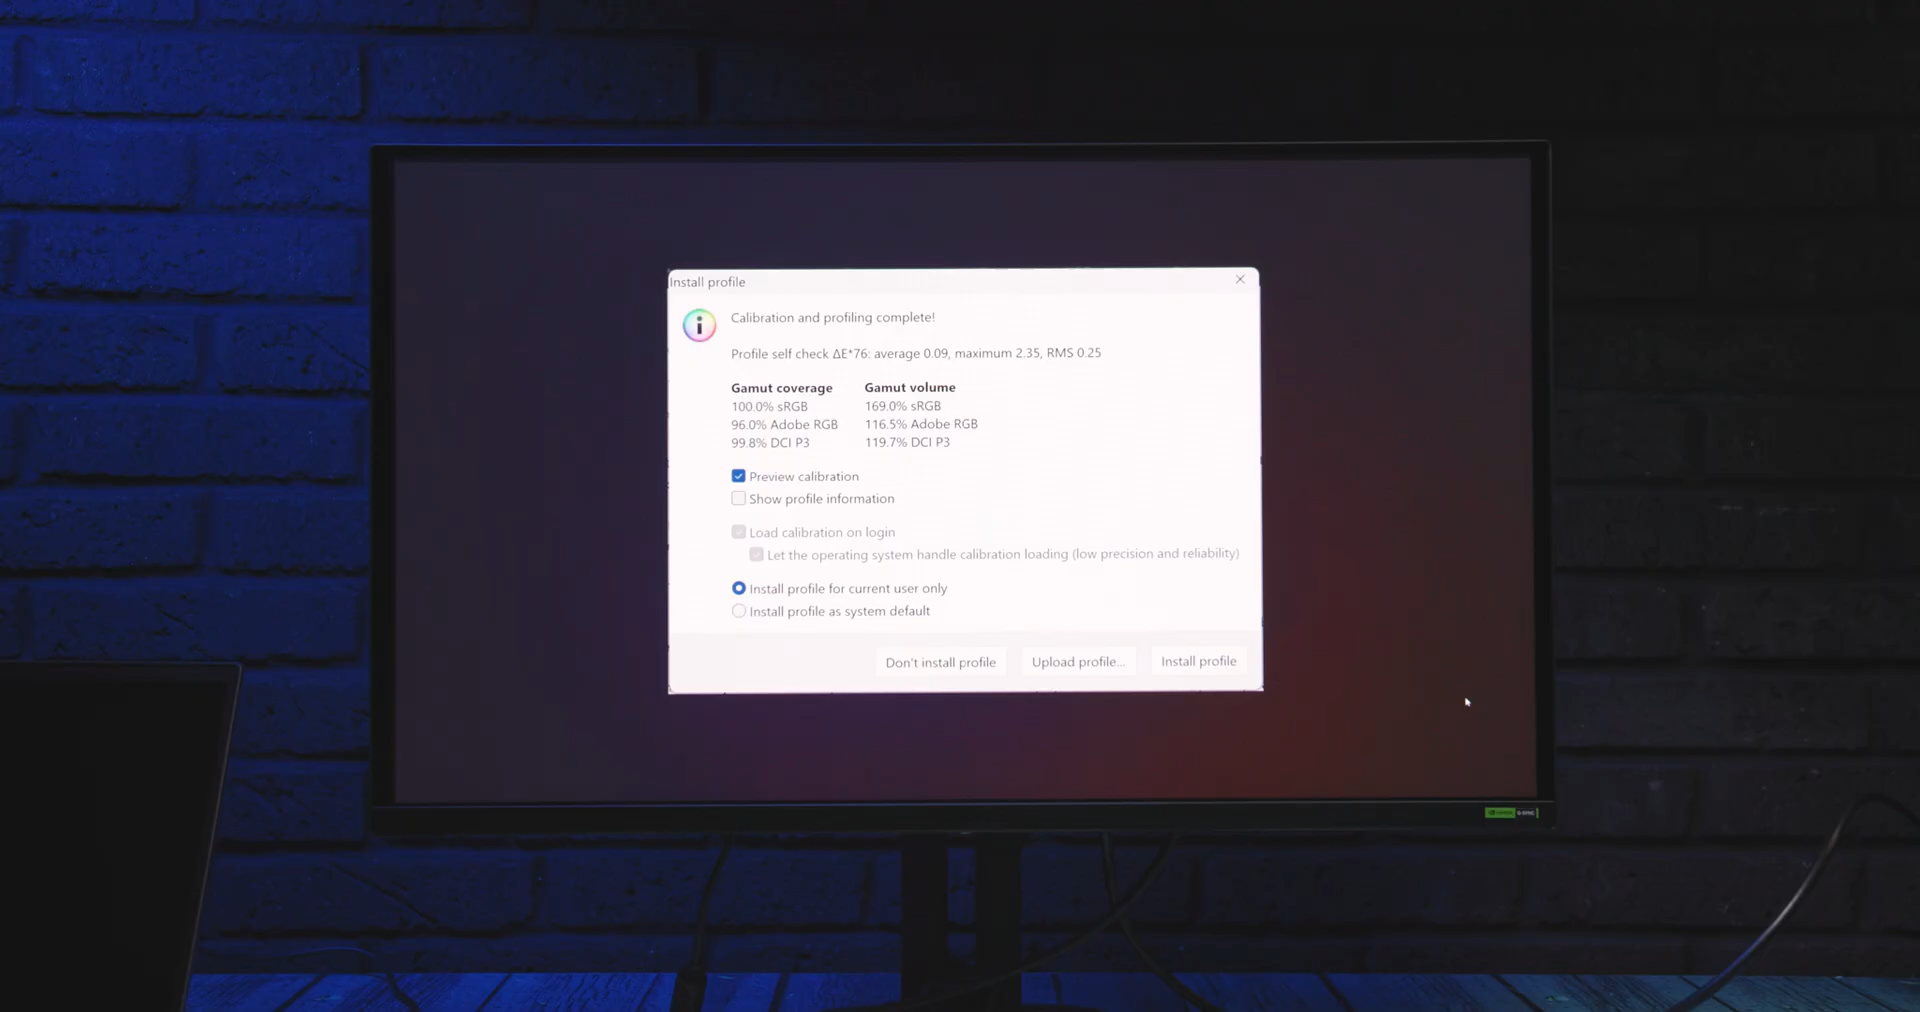 Install profile
Calibration and profiling complete!
Profile self check ΔE*76: average 0.09, maximum 2.35, RMS 0.25
Gamut coverage Gamut volume
100.0% sRGB 169.0% sRGB
96.0% Adobe RGB 116.5% Adobe RGB
99.8% DCI P3 119.7% DCI P3
Preview calibration
Show profile information
Load calibration on login
Let the operating system handle calibration loading (low precision and reliability)
Install profile for current user only
Install profile as system default
Don't install profile Upload profile... Install profile